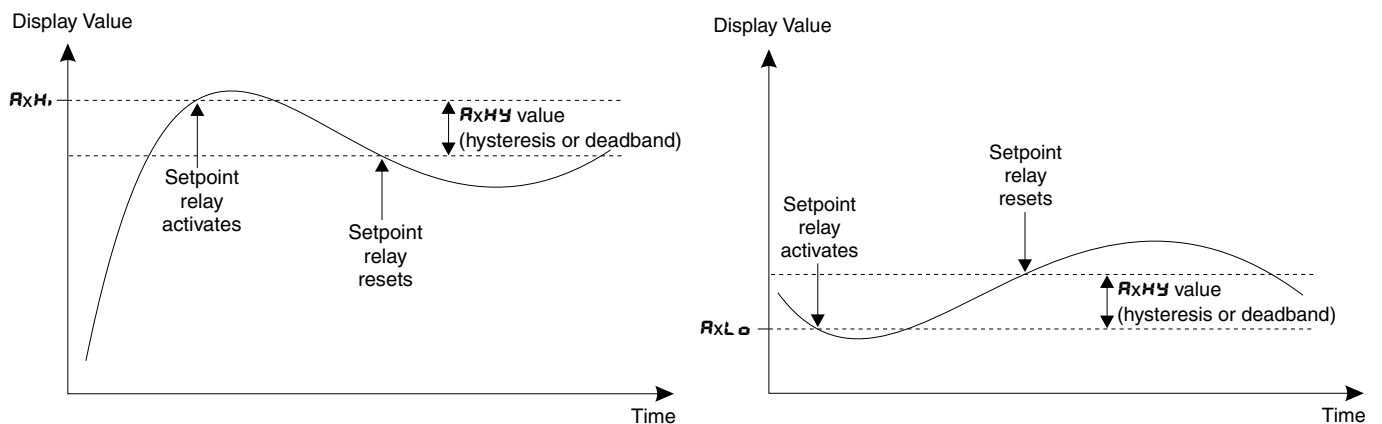 Display Value
AxHi
AxHY value
(hysteresis or deadband)
Setpoint
relay
activates
Setpoint
relay
resets
Time
Display Value
Setpoint
relay
resets
Setpoint
relay
activates
AxHY value
(hysteresis or deadband)
AxLo
Time